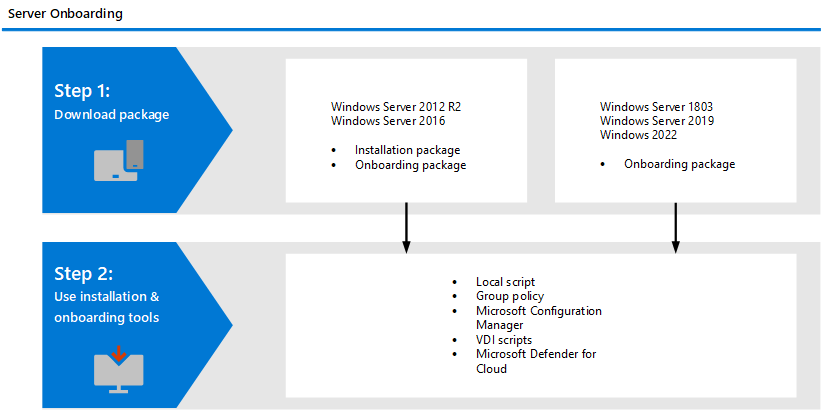 Server Onboarding
Step 1:
Download package
Windows Server 2012 R2
Windows Server 2016
• Installation package
• Onboarding package
Windows Server 1803
Windows Server 2019
Windows 2022
• Onboarding package
Step 2:
Use installation &
onboarding tools
• Local script
• Group policy
• Microsoft Configuration
Manager
• VDI scripts
• Microsoft Defender for
Cloud